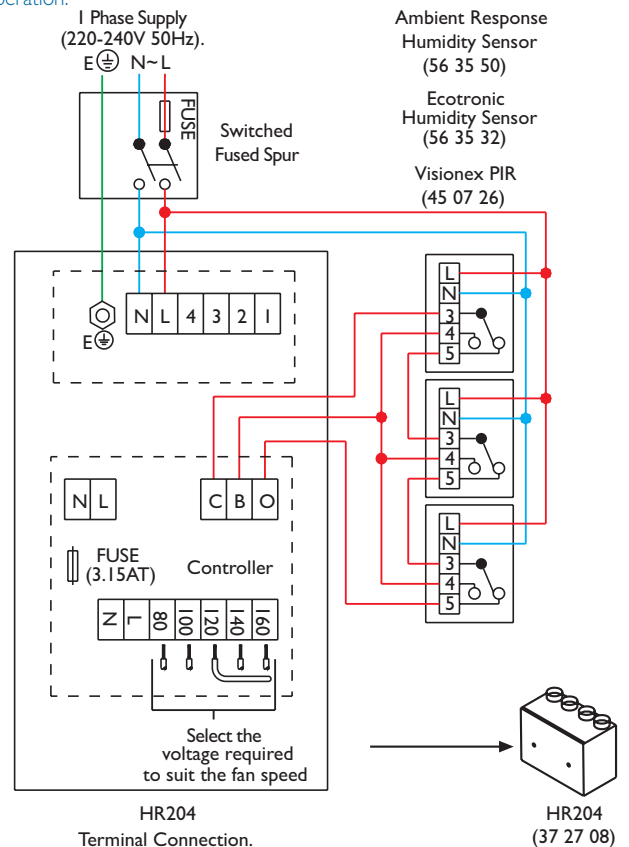 peration.
1 Phase Supply
(220-240V 50Hz).
E N~L
FUSE
Switched
Fused Spur
Ambient Response
Humidity Sensor
(56 35 50)
Ecotronic
Humidity Sensor
(56 35 32)
Visionex PIR
(45 07 26)
N L 4 3 2 1
E
L
N
3
4
5
L
N
3
4
5
L
N
3
4
5
N L
C B O
FUSE
(3.15AT)
Controller
N L 80 100 120 140 160
Select the
voltage required
to suit the fan speed
HR204
Terminal Connection.
HR204
(37 27 08)